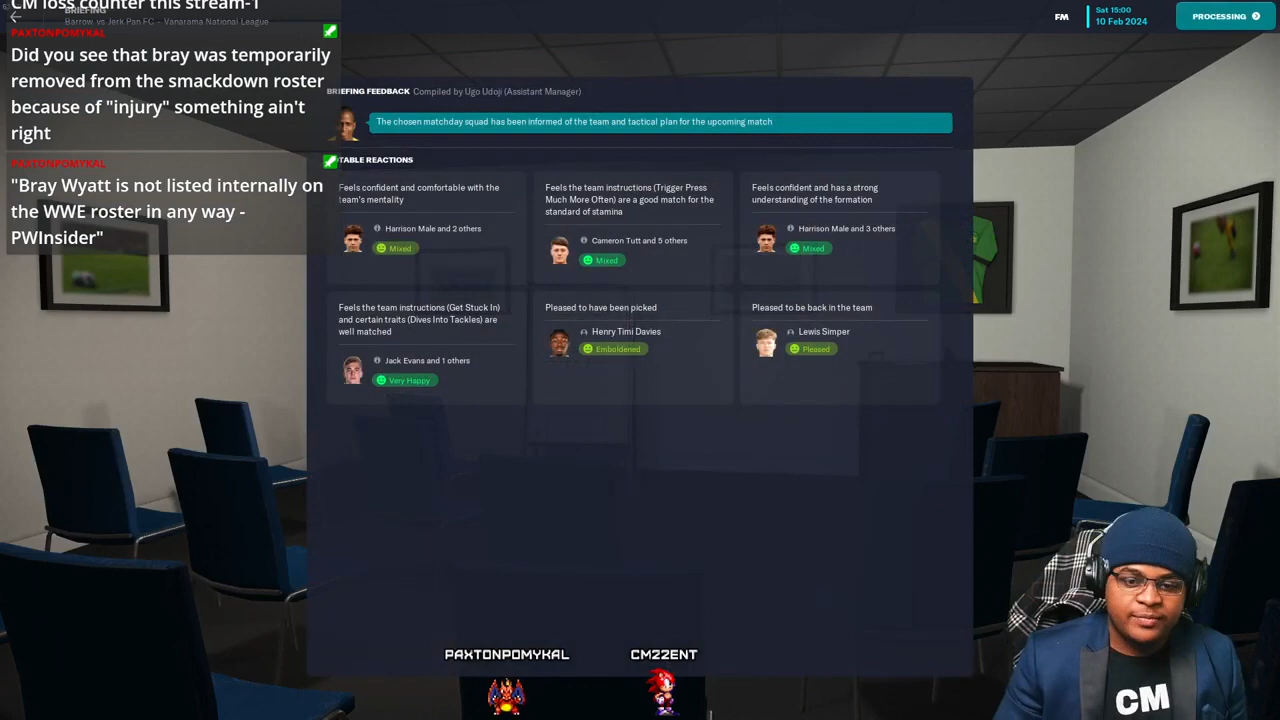 CM loss counter this stream-1
PAXTONPOMYKAL
Did you see that bray was temporarily
removed from the smackdown roster
because of "injury" something ain't
right
PAXTONPOMYKAL
"Bray Wyatt is not listed internally on
the WWE roster in any way -
PWInsider"
BRIEFING
Barrow vs Jerk Pan FC - Vanarama National League
FM
Sat 15:00
10 Feb 2024
PROCESSING
BRIEFING FEEDBACK Compiled by Ugo Udoji (Assistant Manager)
The chosen matchday squad has been informed of the team and tactical plan for the upcoming match
TABLE REACTIONS
Feels confident and comfortable with the
team's mentality
Harrison Male and 2 others
Mixed
Feels the team instructions (Trigger Press
Much More Often) are a good match for the
standard of stamina
Cameron Tutt and 5 others
Mixed
Feels confident and has a strong
understanding of the formation
Harrison Male and 3 others
Mixed
Feels the team instructions (Get Stuck In)
and certain traits (Dives Into Tackles) are
well matched
Jack Evans and 1 others
Very Happy
Pleased to have been picked
Henry Timi Davies
Emboldened
Pleased to be back in the team
Lewis Simper
Pleased
PAXTONPOMYKAL
CM22ENT
CM